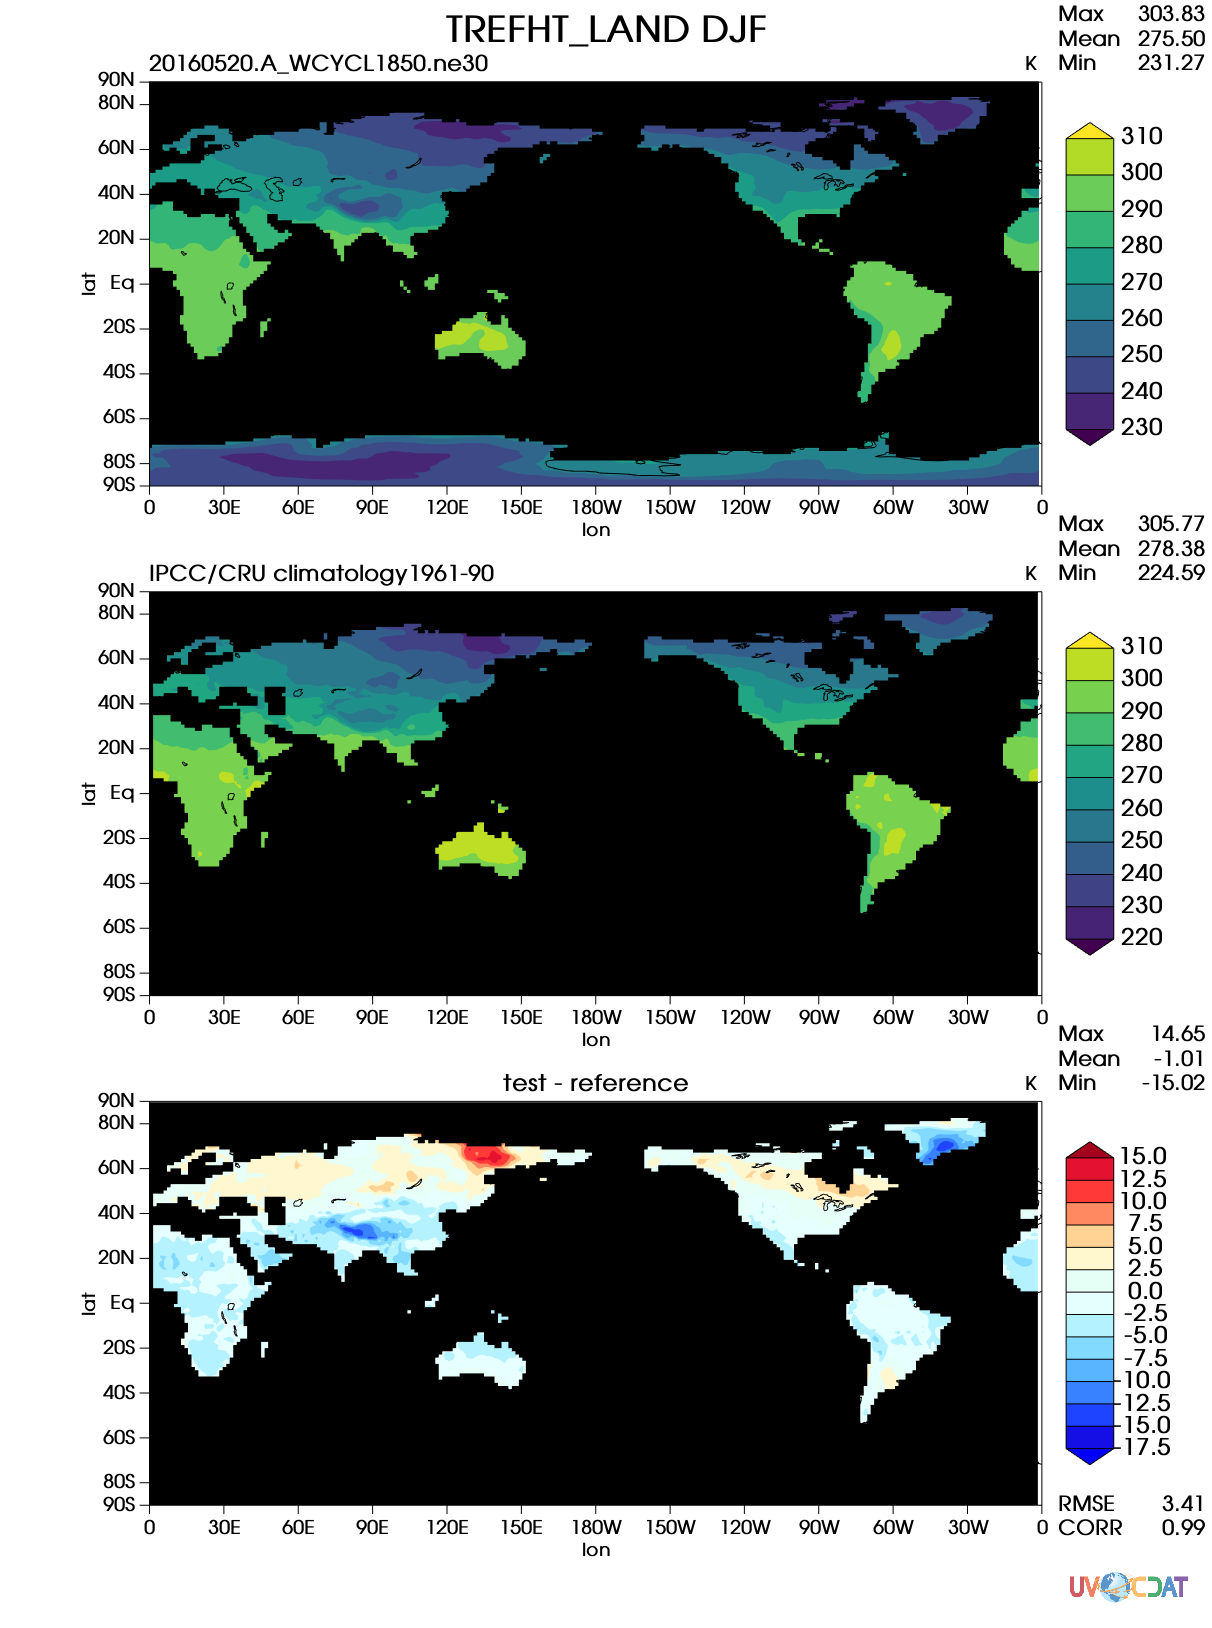 TREFHT_LAND DJF
20160520.A_WCYCL1850.ne30
K
Max 303.83
Mean 275.50
Min 231.27
90N
80N
60N
40N
20N
Eq
20S
40S
60S
80S
90S
lat
0 30E 60E 90E 120E 150E 180W 150W 120W 90W 60W 30W 0
lon
310
300
290
280
270
260
250
240
230
IPCC/CRU climatology1961-90
K
Max 305.77
Mean 278.38
Min 224.59
90N
80N
60N
40N
20N
Eq
20S
40S
60S
80S
90S
lat
0 30E 60E 90E 120E 150E 180W 150W 120W 90W 60W 30W 0
lon
310
300
290
280
270
260
250
240
230
220
test - reference
K
Max 14.65
Mean -1.01
Min -15.02
90N
80N
60N
40N
20N
Eq
20S
40S
60S
80S
90S
lat
0 30E 60E 90E 120E 150E 180W 150W 120W 90W 60W 30W 0
lon
15.0
12.5
10.0
7.5
5.0
2.5
0.0
-2.5
-5.0
-7.5
-10.0
-12.5
-15.0
-17.5
RMSE 3.41
CORR 0.99
UV CDAT